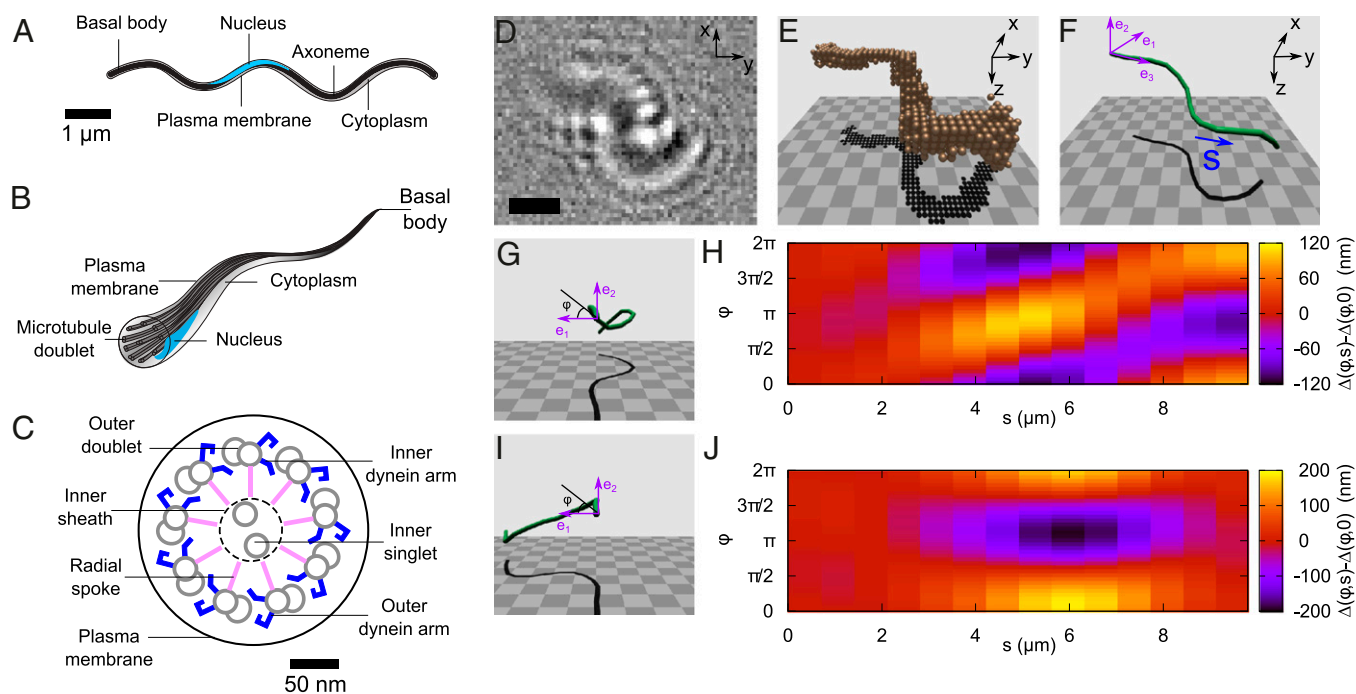 A
Basal body
Nucleus
Axoneme
Plasma membrane
Cytoplasm
1 µm
B
Basal
body
Plasma
membrane
Cytoplasm
Microtubule
doublet
Nucleus
C
Outer
doublet
Inner
dynein arm
Inner
sheath
Inner
singlet
Radial
spoke
Outer
dynein arm
Plasma
membrane
50 nm
D
x
y
E
x
y
z
F
e2
e1
e3
x
y
z
S
G
e2
φ
e1
H
2π
3π/2
π
π/2
0
φ
0
2
4
6
8
s (µm)
120
60
0
-60
-120
Δ(φ,s)−Δ(φ,0) (nm)
I
e2
φ
e1
J
2π
3π/2
π
π/2
0
φ
0
2
4
6
8
s (µm)
200
100
0
-100
-200
Δ(φ,s)−Δ(φ,0) (nm)